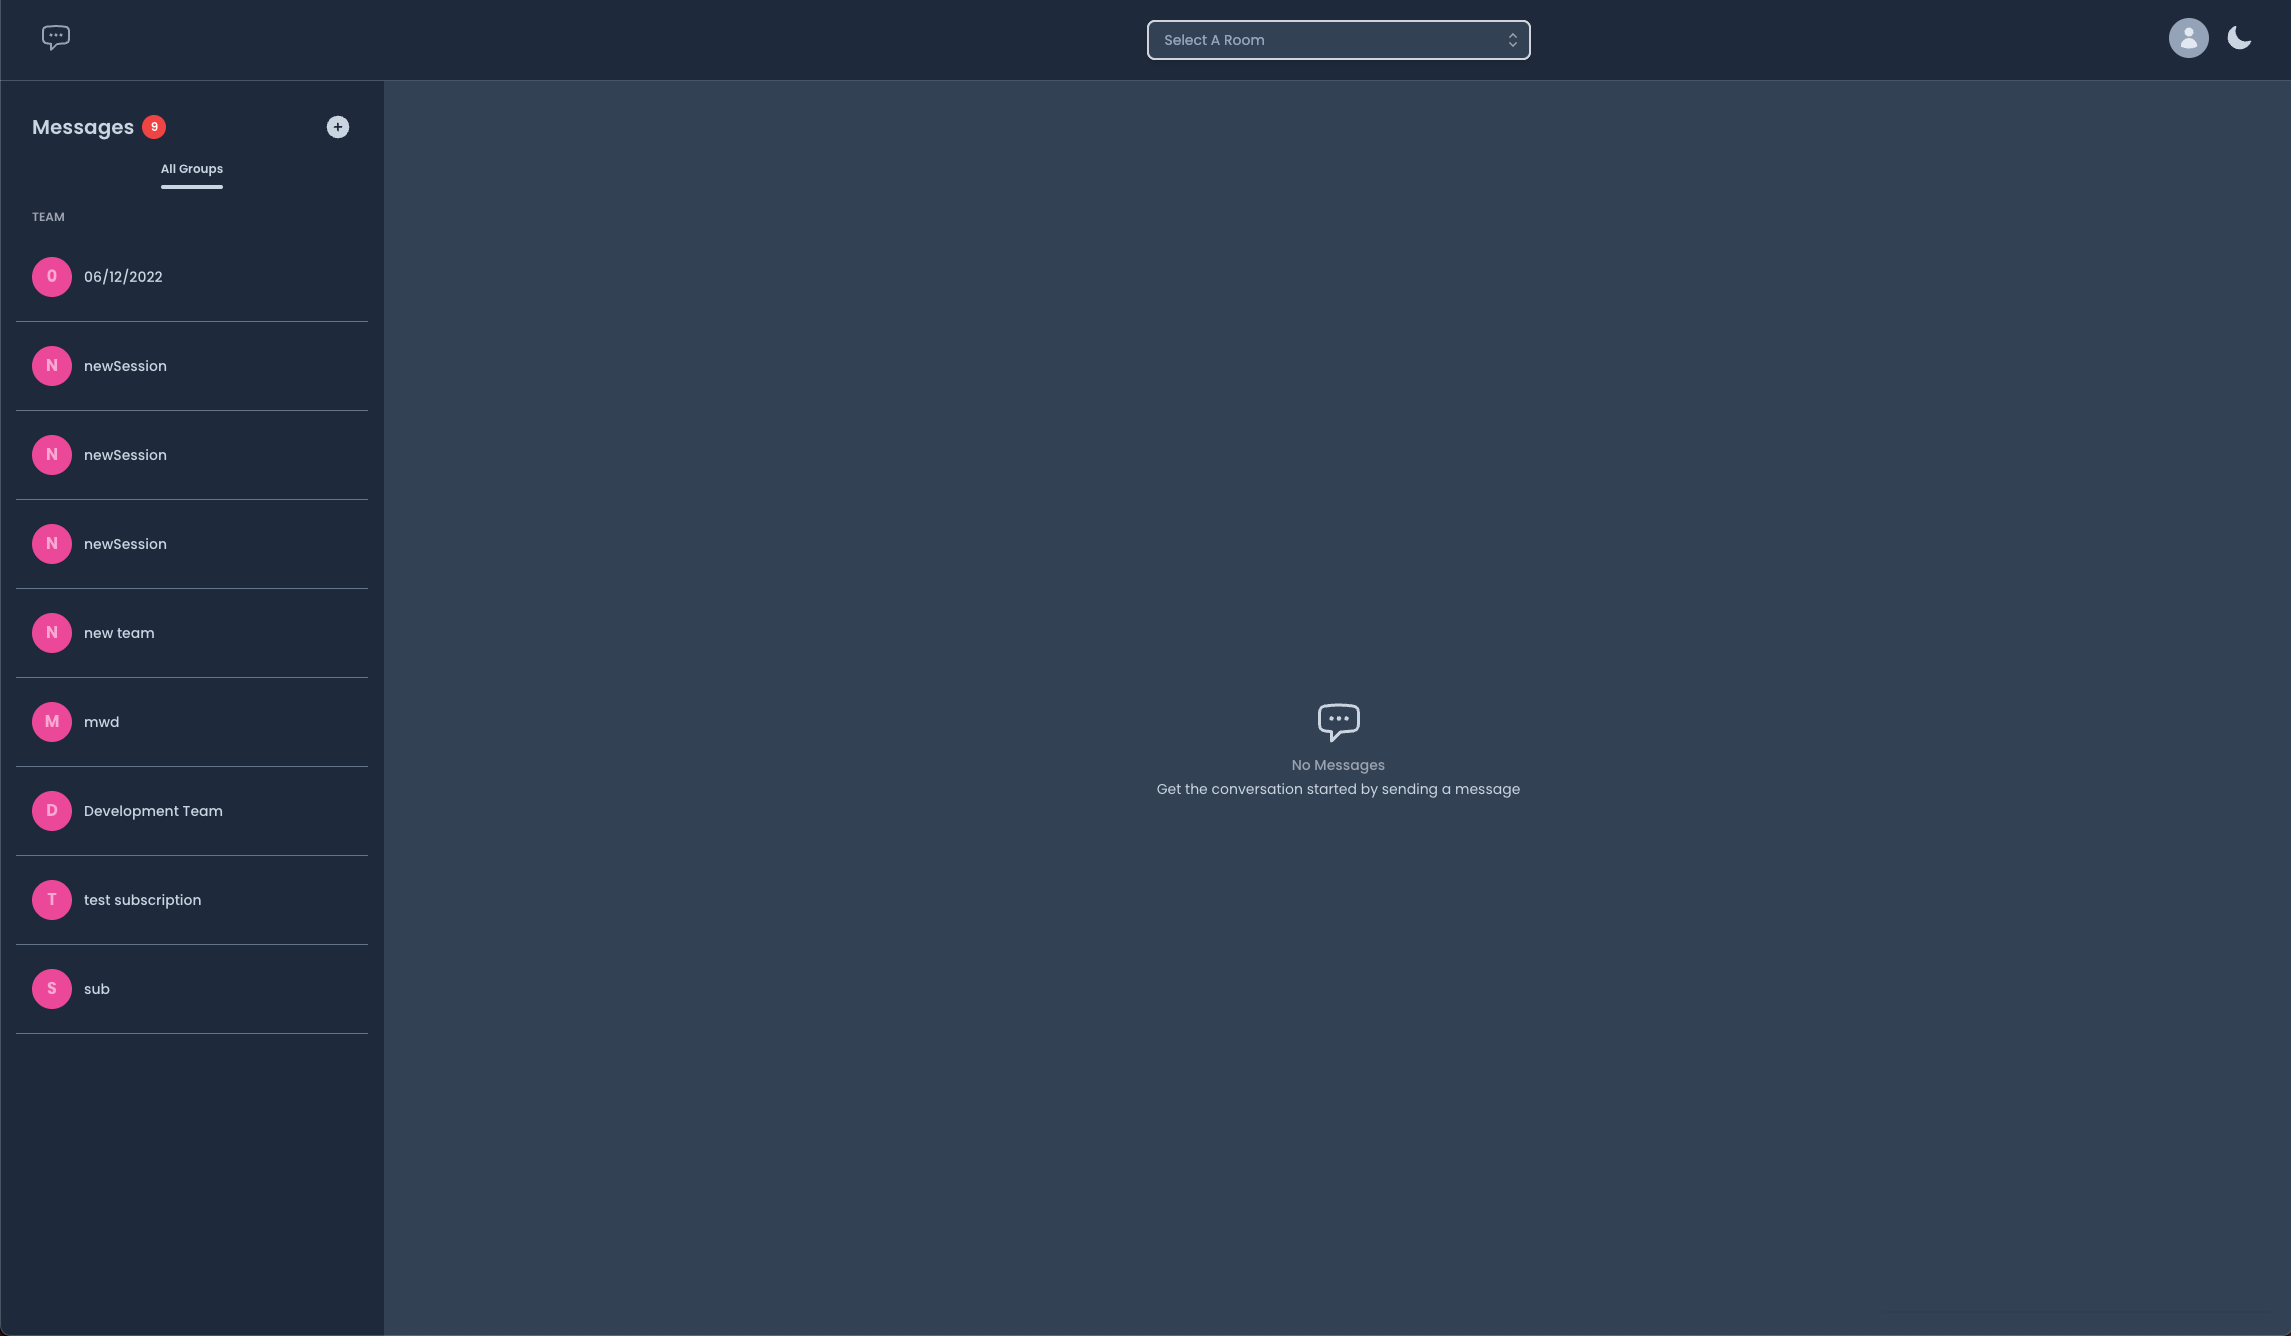 Select A Room
Messages 9
+
All Groups
TEAM
0 06/12/2022
N newSession
N newSession
N newSession
N new team
M mwd
D Development Team
T test subscription
S sub
No Messages
Get the conversation started by sending a message